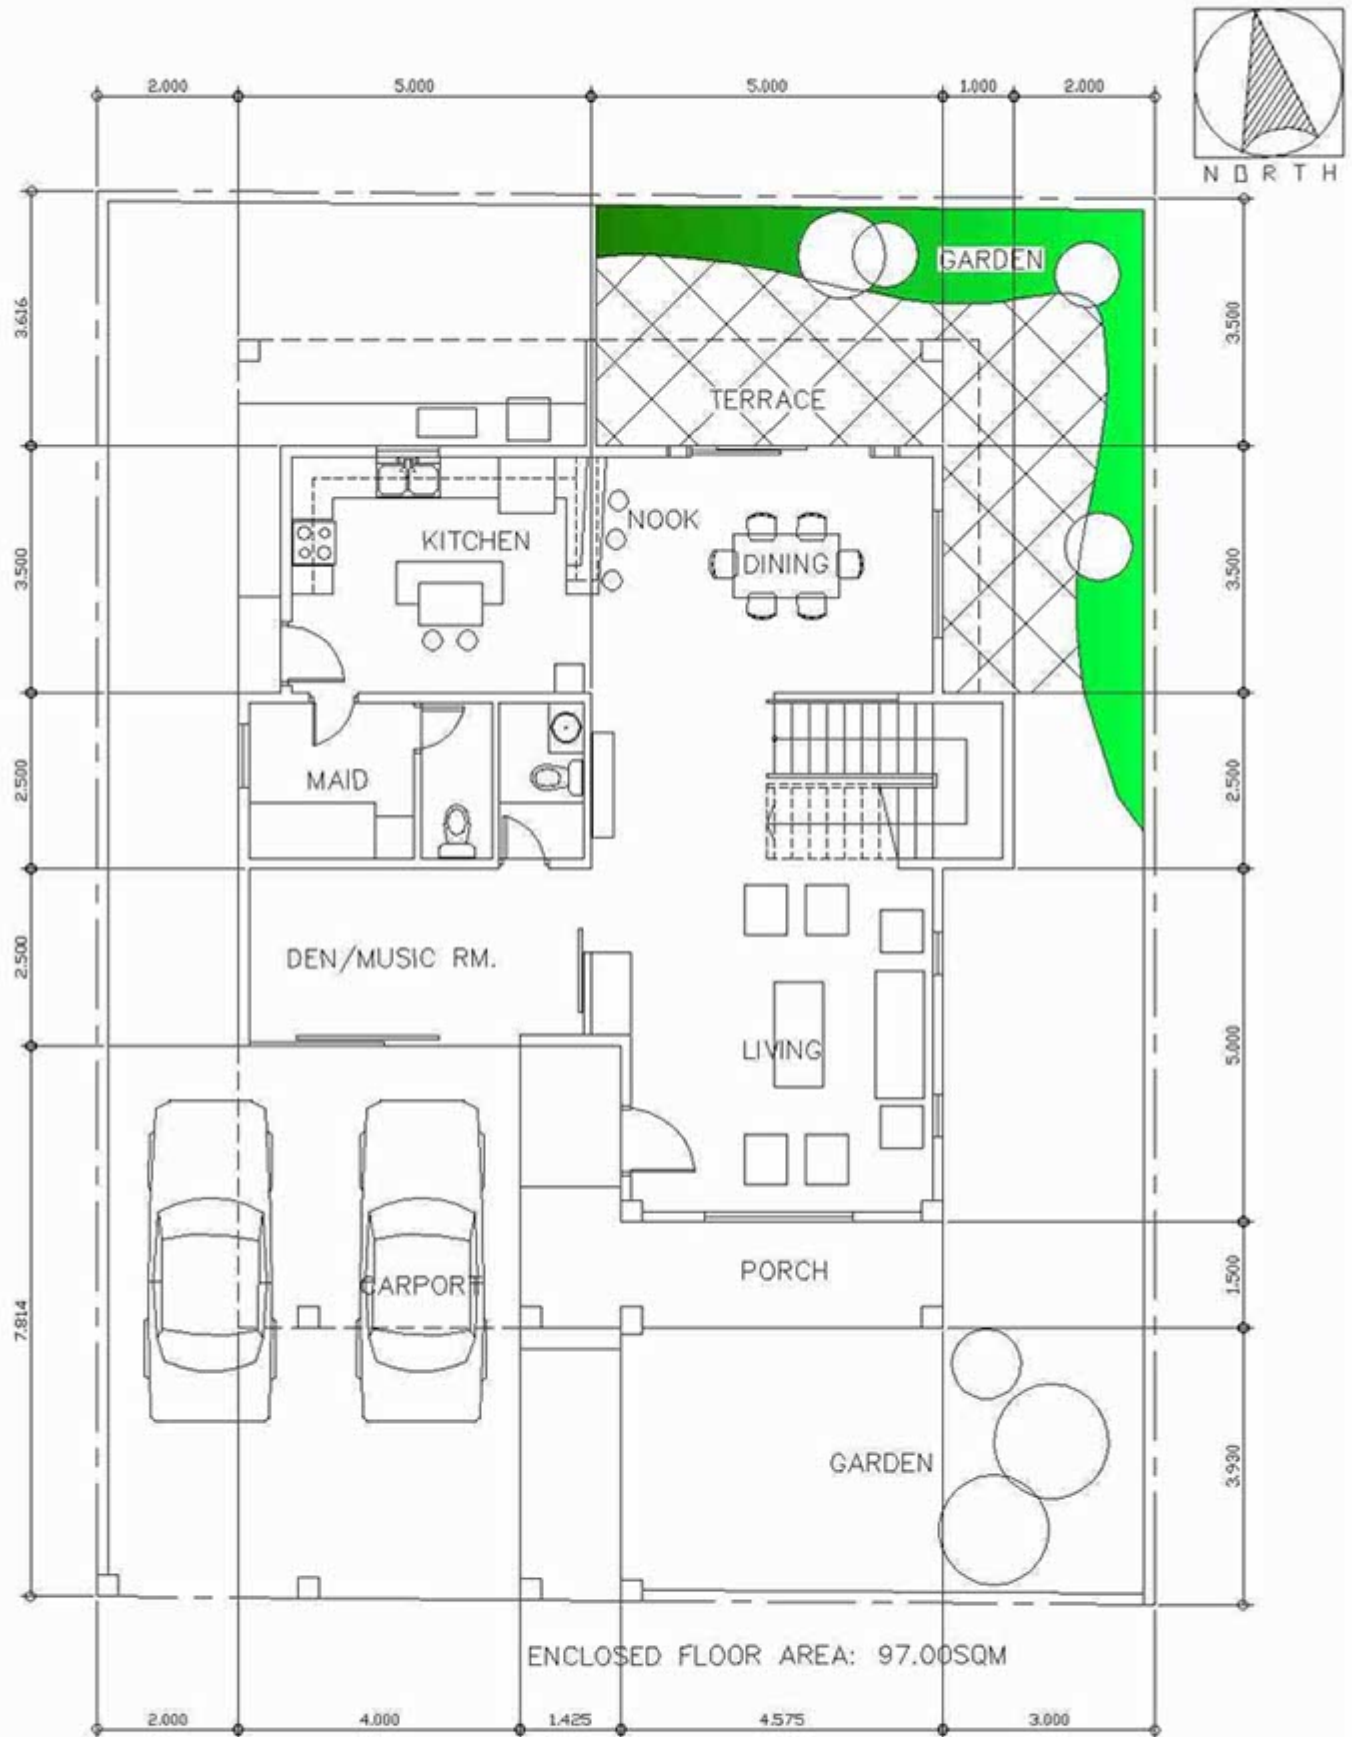 2.000 5.000 5.000 1.000 2.000
NORTH
GARDEN
3.616
3.500
TERRACE
NOOK
KITCHEN
DINING
3.500
3.500
MAID
2.500
2.500
DEN/MUSIC RM.
2.500
LIVING
5.000
PORCH
1.500
CARPORT
7.814
GARDEN
3.930
ENCLOSED FLOOR AREA: 97.00SQM
2.000 4.000 1.425 4.575 3.000